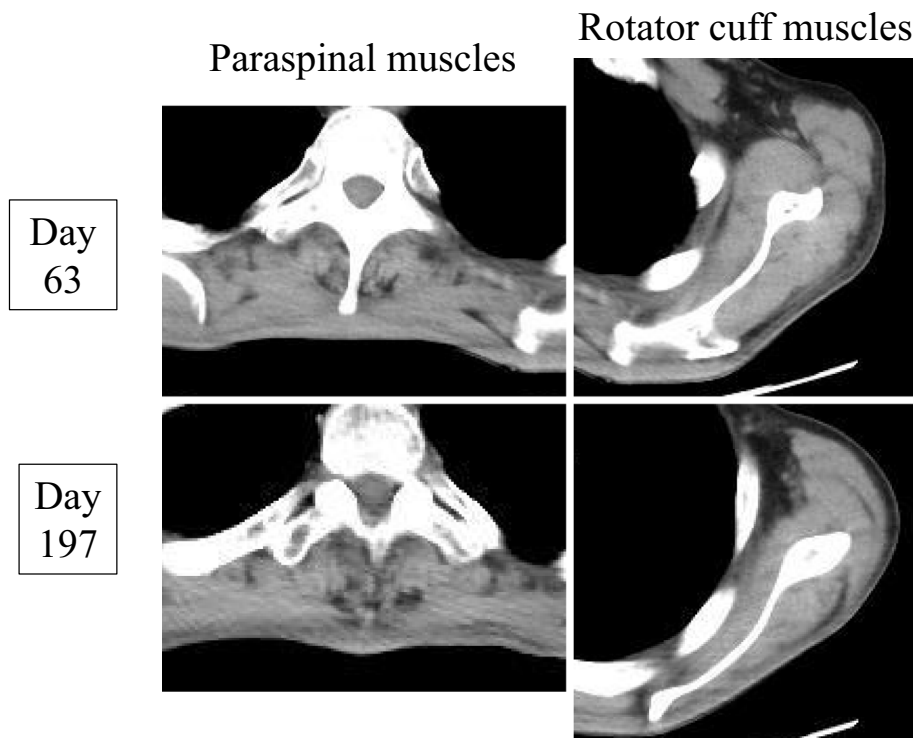 Paraspinal muscles
Rotator cuff muscles
Day
63
Day
197